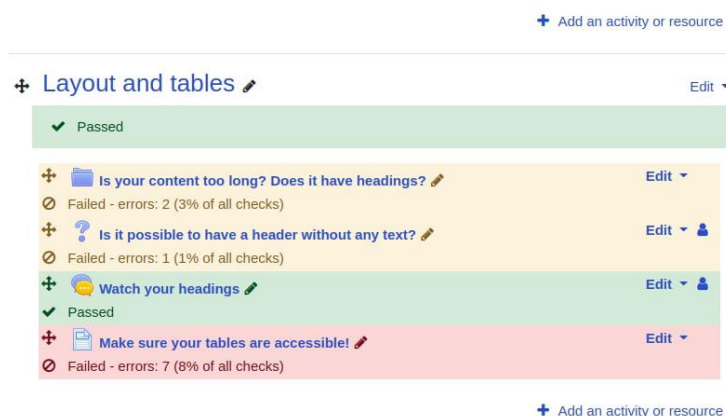 Add an activity or resource
Layout and tables
Edit
Passed
Is your content too long? Does it have headings?
Edit
Failed - errors: 2 (3% of all checks)
Is it possible to have a header without any text?
Edit
Failed - errors: 1 (1% of all checks)
Watch your headings
Edit
Passed
Make sure your tables are accessible!
Edit
Failed - errors: 7 (8% of all checks)
Add an activity or resource